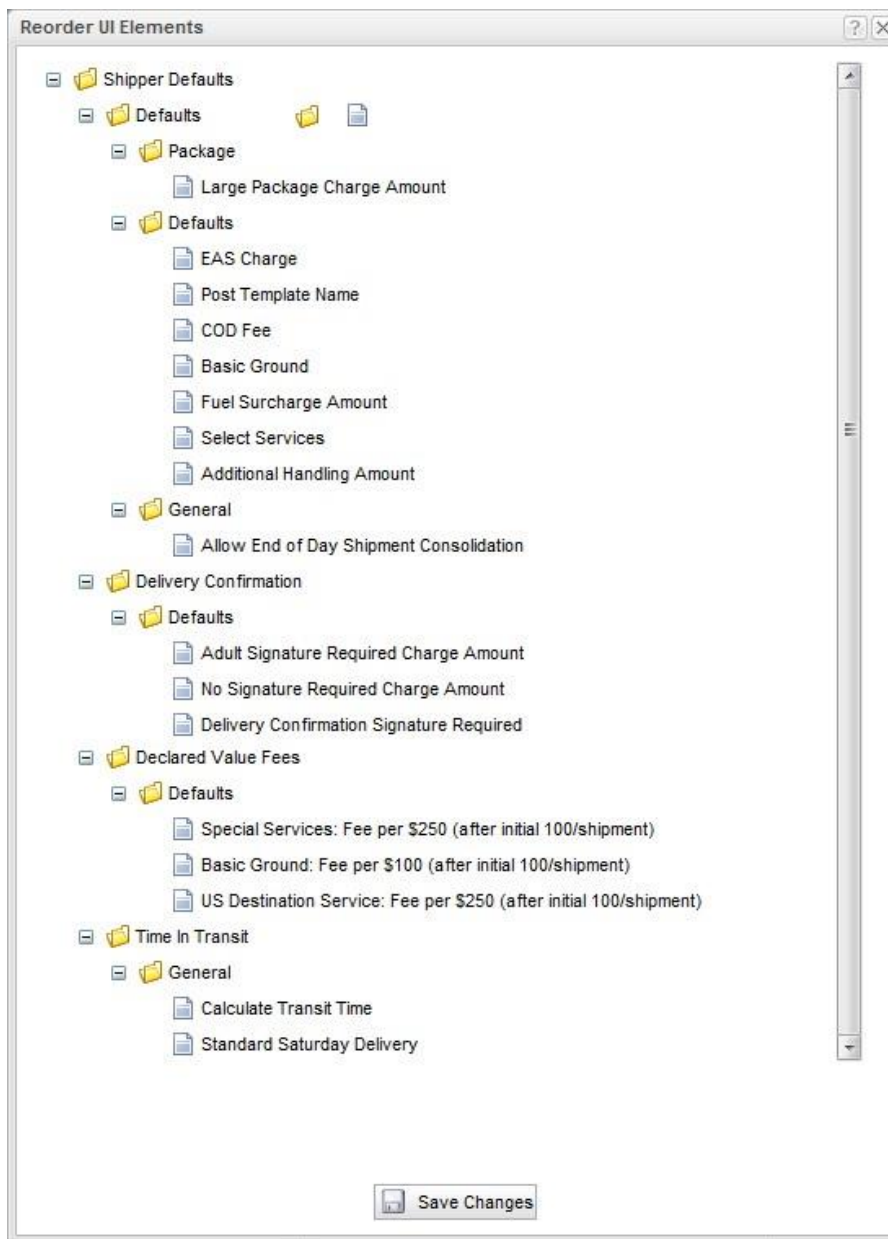 Reorder UI Elements
Shipper Defaults
Defaults
Package
Large Package Charge Amount
Defaults
EAS Charge
Post Template Name
COD Fee
Basic Ground
Fuel Surcharge Amount
Select Services
Additional Handling Amount
General
Allow End of Day Shipment Consolidation
Delivery Confirmation
Defaults
Adult Signature Required Charge Amount
No Signature Required Charge Amount
Delivery Confirmation Signature Required
Declared Value Fees
Defaults
Special Services: Fee per $250 (after initial 100/shipment)
Basic Ground: Fee per $100 (after initial 100/shipment)
US Destination Service: Fee per $250 (after initial 100/shipment)
Time In Transit
General
Calculate Transit Time
Standard Saturday Delivery
Save Changes